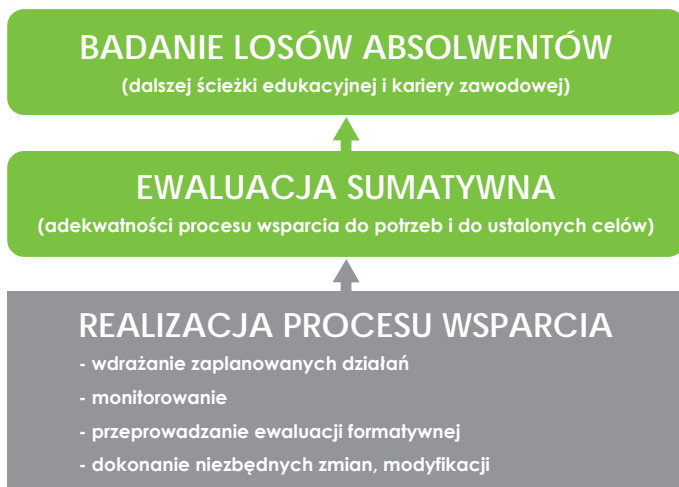 BADANIE LOSÓW ABSOLWENTÓW
(dalszej ścieżki edukacyjnej i kariery zawodowej)
EWALUACJA SUMATYWNA
(adekwatności procesu wsparcia do potrzeb i do ustalonych celów)
REALIZACJA PROCESU WSPARCIA
- wdrażanie zaplanowanych działań
- monitorowanie
- przeprowadzanie ewaluacji formatywnej
- dokonanie niezbędnych zmian, modyfikacji